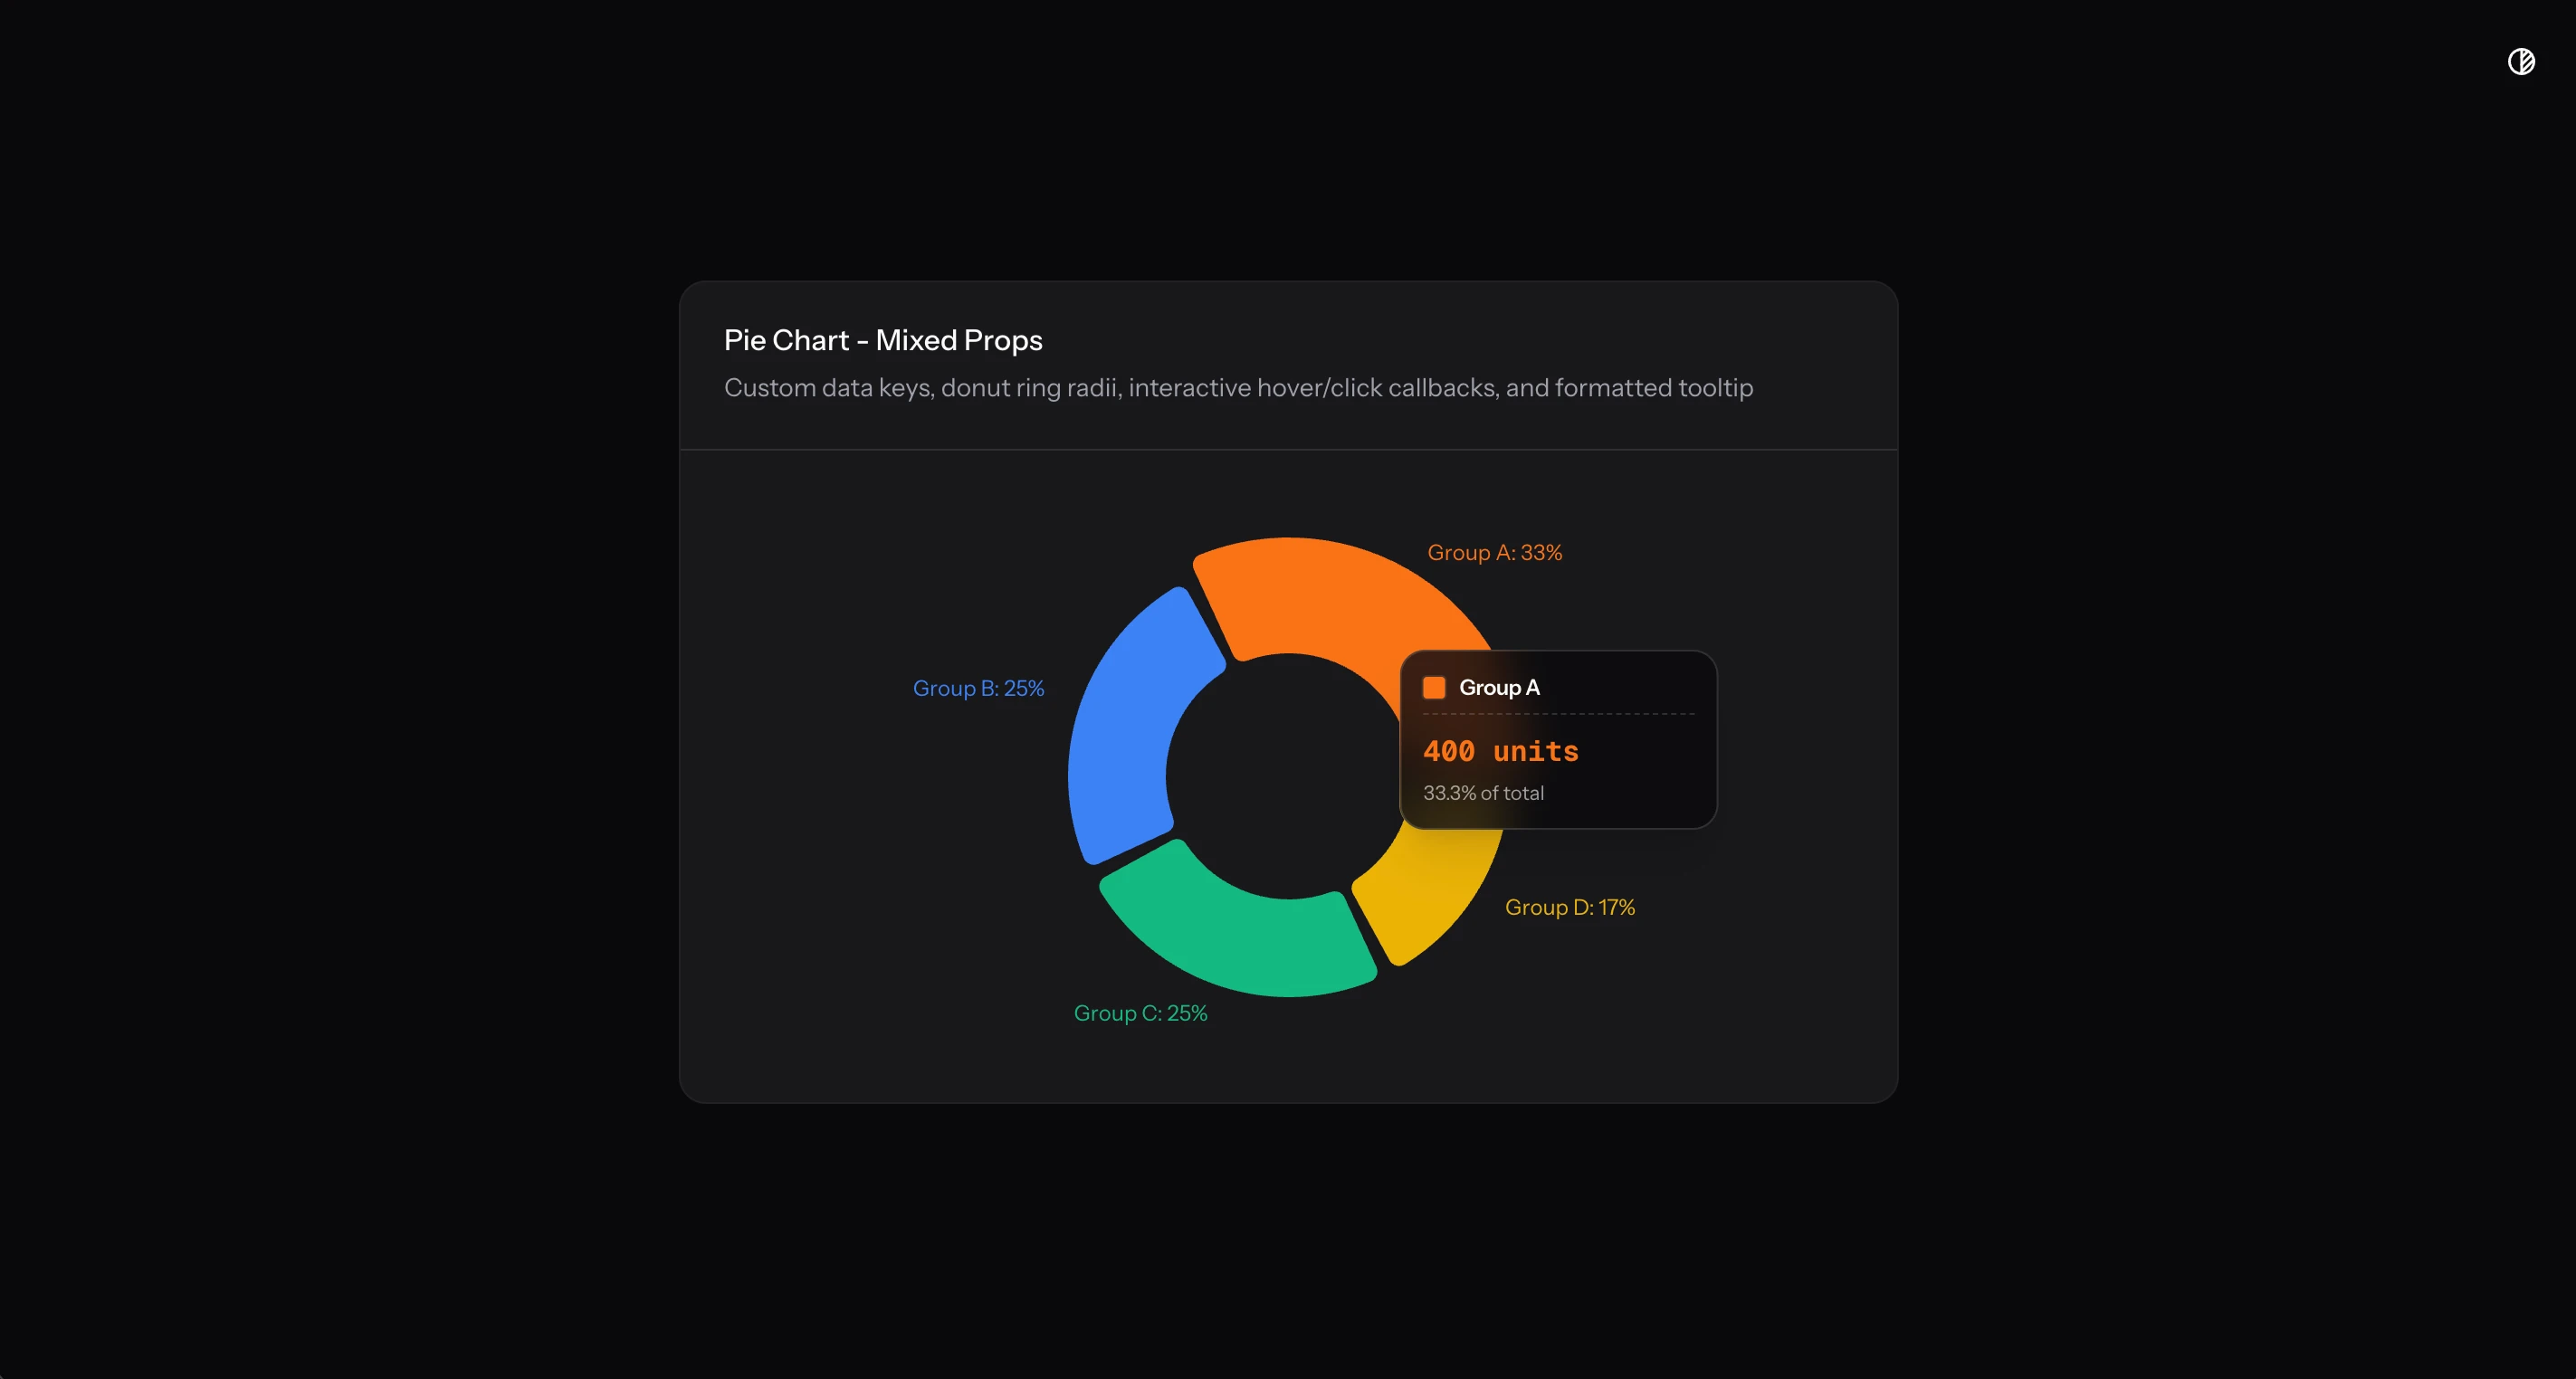 Pie Chart - Mixed Props
Custom data keys, donut ring radii, interactive hover/click callbacks, and formatted tooltip
Group A: 33%
Group B: 25%
Group A
400 units
33.3% of total
Group D: 17%
Group C: 25%